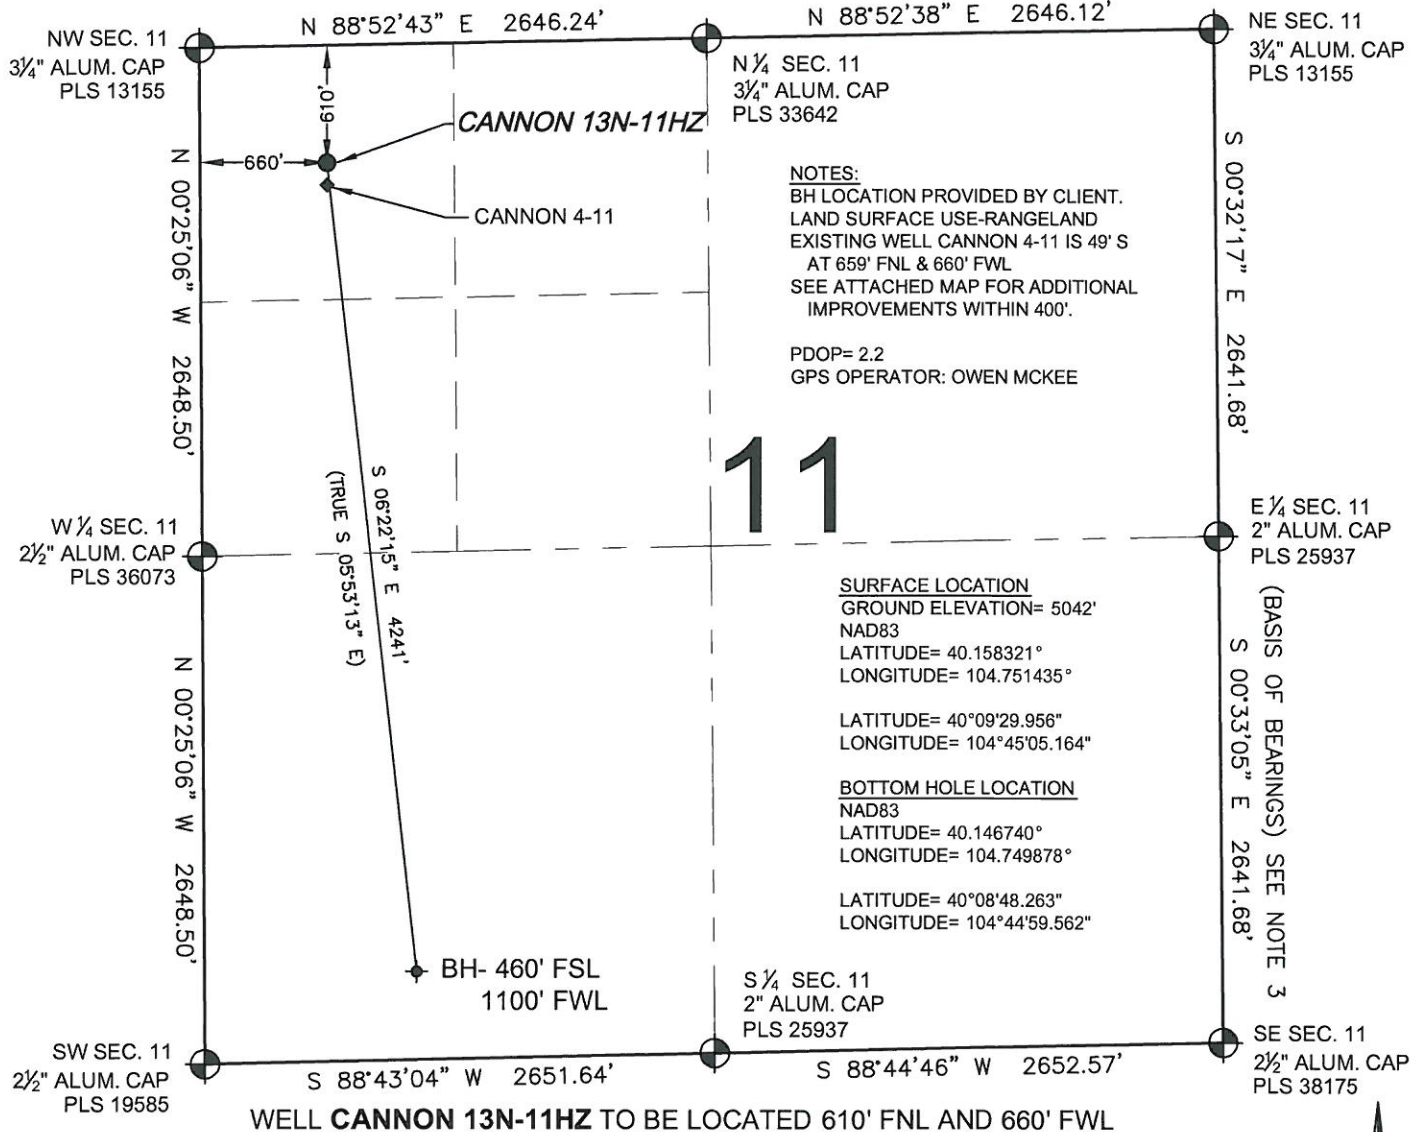 N 88°52'43" E 2646.24'
N 88°52'38" E 2646.12'
NW SEC. 11
3¼" ALUM. CAP
PLS 13155
N ¼ SEC. 11
3¼" ALUM. CAP
PLS 33642
NE SEC. 11
3¼" ALUM. CAP
PLS 13155
610'
660'
CANNON 13N-11HZ
CANNON 4-11
N 00°25'06" W 2648.50'
S 00°32'17" E 2641.68'
NOTES:
BH LOCATION PROVIDED BY CLIENT.
LAND SURFACE USE-RANGELAND
EXISTING WELL CANNON 4-11 IS 49' S
AT 659' FNL & 660' FWL
SEE ATTACHED MAP FOR ADDITIONAL
IMPROVEMENTS WITHIN 400'.
PDOP= 2.2
GPS OPERATOR: OWEN MCKEE
11
S 06°22'15" E 4241'
(TRUE S 05°53'13" E)
W ¼ SEC. 11
2½" ALUM. CAP
PLS 36073
E ¼ SEC. 11
2" ALUM. CAP
PLS 25937
SURFACE LOCATION
GROUND ELEVATION= 5042'
NAD83
LATITUDE= 40.158321°
LONGITUDE= 104.751435°
LATITUDE= 40°09'29.956"
LONGITUDE= 104°45'05.164"
BOTTOM HOLE LOCATION
NAD83
LATITUDE= 40.146740°
LONGITUDE= 104.749878°
LATITUDE= 40°08'48.263"
LONGITUDE= 104°44'59.562"
N 00°25'06" W 2648.50'
S 00°33'05" E 2641.68'
(BASIS OF BEARINGS) SEE NOTE 3
BH- 460' FSL
1100' FWL
SW SEC. 11
2½" ALUM. CAP
PLS 19585
S ¼ SEC. 11
2" ALUM. CAP
PLS 25937
SE SEC. 11
2½" ALUM. CAP
PLS 38175
S 88°43'04" W 2651.64'
S 88°44'46" W 2652.57'
WELL CANNON 13N-11HZ TO BE LOCATED 610' FNL AND 660' FWL